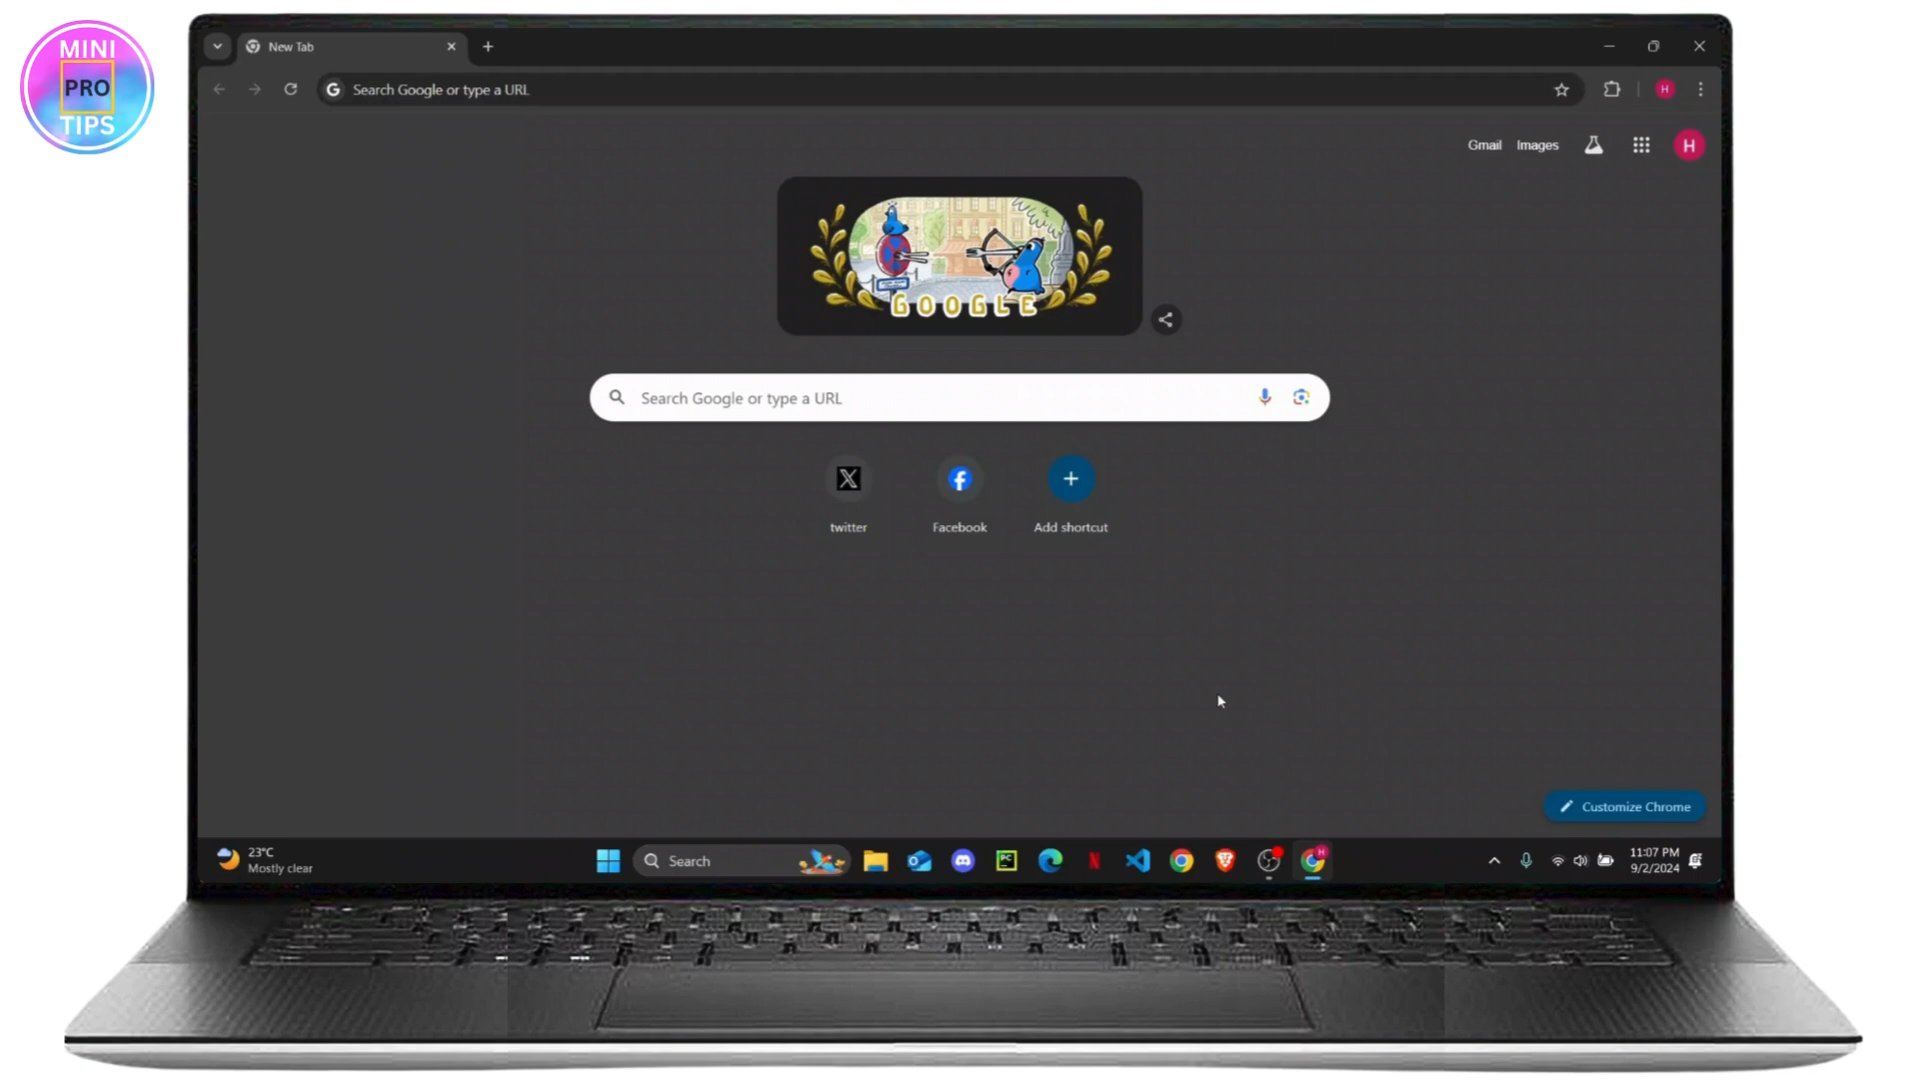 MINI
PRO
TIPS
New Tab
Search Google or type a URL
H
Gmail Images
H
GOOGLE
Search Google or type a URL
twitter Facebook Add shortcut
Customize Chrome
23°C
Mostly clear
Search
11:07 PM
9/2/2024